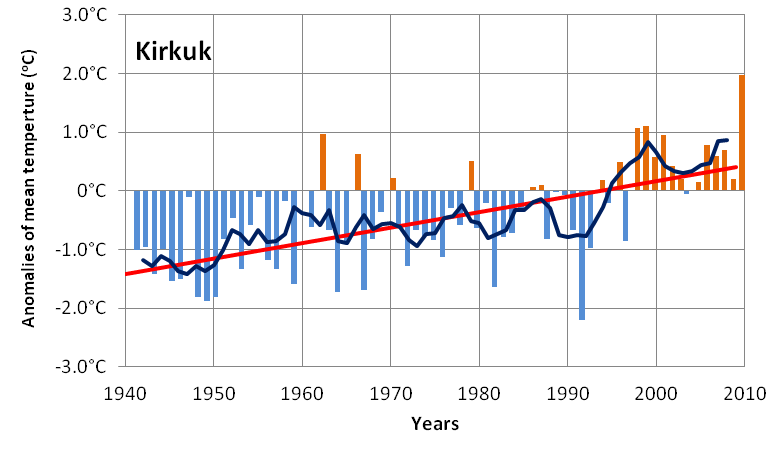 Kirkuk
Anomalies of mean temperture (°C)
3.0°C
2.0°C
1.0°C
0°C
-1.0°C
-2.0°C
-3.0°C
1940 1950 1960 1970 1980 1990 2000 2010
Years